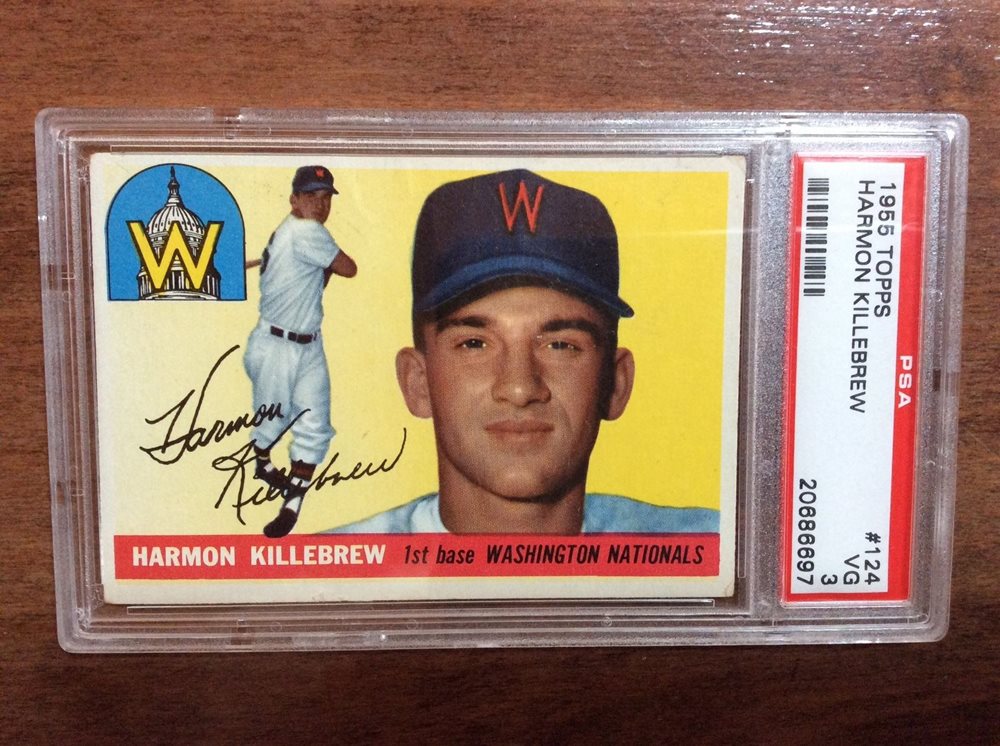 W
W
W
Harmon
Killebrew
HARMON KILLEBREW 1st base WASHINGTON NATIONALS
1955 TOPPS
HARMON KILLEBREW
PSA
#124
VG
3
20686697